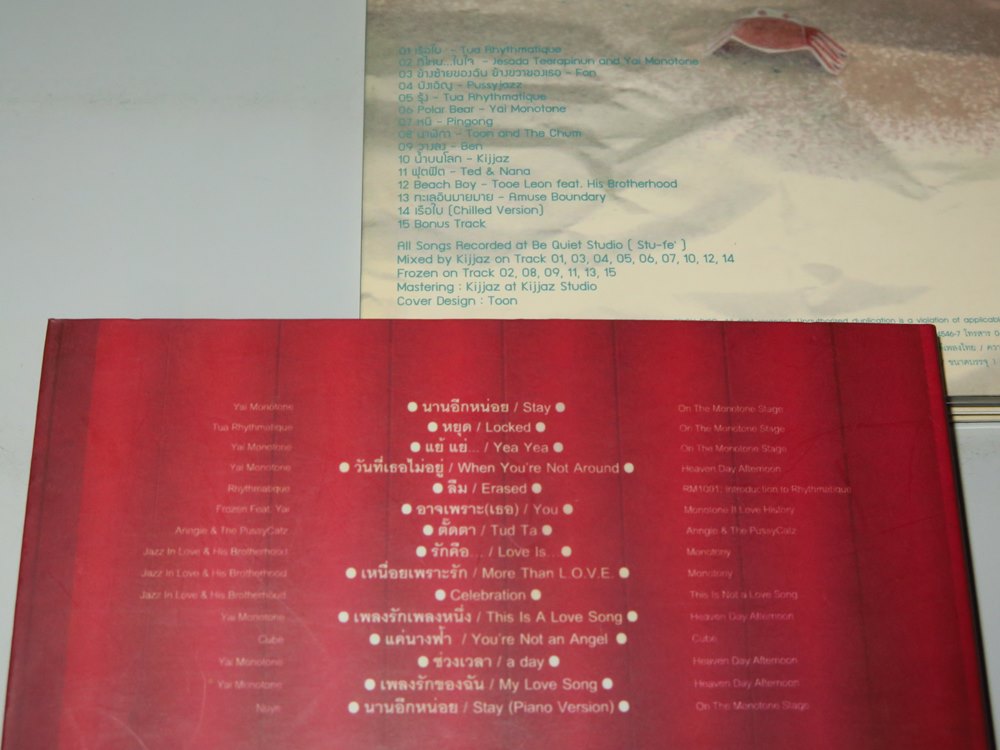 01 เรือใบ - Tua Rhythmatique
02 ที่ไหน...ในใจ - Jesada Teerapinun and Yai Monotone
03 ข้างซ้ายของฉัน ข้างขวาของเธอ - Fon
04 บังเอิญ - Pussyjazz
05 รุ้ง - Tua Rhythmatique
06 Polar Bear - Yai Monotone
07 หนี - Pingpong
08 นาฬิกา - Toon and The Chum
09 วางลง - Ben
10 น้ำบนโลก - Kijjaz
11 ฟุตฟิต - Ted & Nana
12 Beach Boy - Tooe Leon feat. His Brotherhood
13 ทะเลอินมายมาย - Amuse Boundary
14 เรือใบ (Chilled Version)
15 Bonus Track
All Songs Recorded at Be Quiet Studio ( Stu-fe' )
Mixed by Kijjaz on Track 01, 03, 04, 05, 06, 07, 10, 12, 14
Frozen on Track 02, 08, 09, 11, 13, 15
Mastering : Kijjaz at Kijjaz Studio
Cover Design : Toon
Unauthorized duplication is a violation of
4546-7 โทรสาร
Yai Monotone ● นานอีกหน่อย / Stay ● On The Monotone Stage
Tua Rhythmatique ● หยุด / Locked ● On The Monotone Stage
Yai Monotone ● แย้ แย่... / Yea Yea ● On The Monotone Stage
Yai Monotone ● วันที่เธอไม่อยู่ / When You're Not Around ● Heaven Day Afternoon
Rhythmatique ● ลืม / Erased ● RM1001: Introduction to Rhythmatique
Frozen Feat. Yai ● อาจเพราะ(เธอ) / You ● Monotone II Love History
Anngie & The PussyCatz ● ตั๊ดตา / Tud Ta ● Anngie & The PussyCatz
Jazz In Love & His Brotherhood ● รักคือ... / Love Is... ● Monotony
Jazz In Love & His Brotherhood ● เหนื่อยเพราะรัก / More Than L.O.V.E. ● Monotony
Jazz In Love & His Brotherhood ● Celebration ● This Is Not a Love Song
Yai Monotone ● เพลงรักเพลงหนึ่ง / This Is A Love Song ● Heaven Day Afternoon
Cube ● แค่นางฟ้า / You're Not an Angel ● Cube
Yai Monotone ● ช่วงเวลา / a day ● Heaven Day Afternoon
Yai Monotone ● เพลงรักของฉัน / My Love Song ● Heaven Day Afternoon
Nuye ● นานอีกหน่อย / Stay (Piano Version) ● On The Monotone Stage